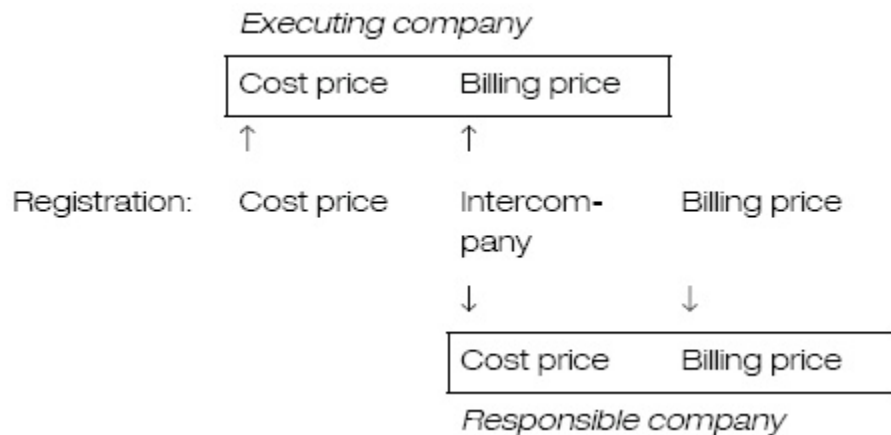 Executing company
Cost price Billing price
↑ ↑
Registration: Cost price Intercom- Billing price
pany
↓ ↓
Cost price Billing price
Responsible company